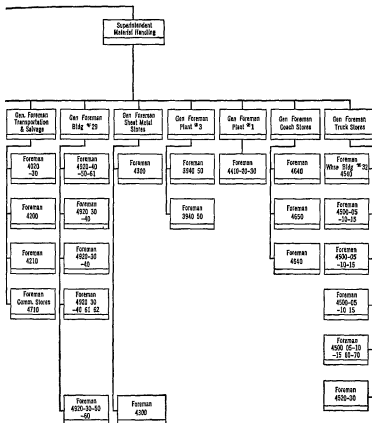 Superintendent
Material Handling
Gen. Foreman
Transportation
& Salvage
Gen Foreman
Bldg #29
Gen Foreman
Sheet Metal
Stores
Gen Foreman
Plant #3
Gen Foreman
Plant #1
Gen Foreman
Coach Stores
Gen Foreman
Truck Stores
Foreman
4020
-30
Foreman
4920-40
-50-61
Foreman
4300
Foreman
3940 50
Foreman
4410-20-30
Foreman
4640
Foreman
Whse Bldg #32
4500
Foreman
4200
Foreman
4920 30
-40
Foreman
3940 50
Foreman
4650
Foreman
4500-05
-10-15
Foreman
4210
Foreman
4920-30
-40
Foreman
4640
Foreman
4500-05
-10-15
Foreman
Comm. Stores
4710
Foreman
4920 30
-40 61 62
Foreman
4500-05
-10 15
Foreman
4500 05-10
-15 60-70
Foreman
4920-30-50
-60
Foreman
4300
Foreman
4520-30